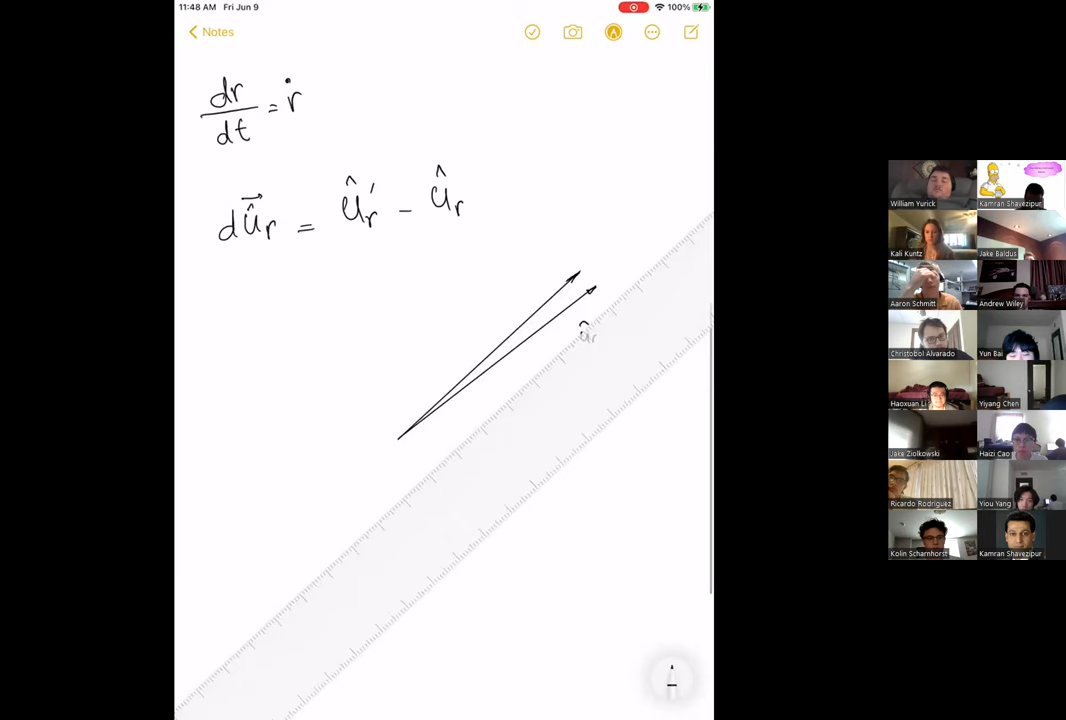 11:48 AM Fri Jun 9
100%
Notes
dr/dt = ṙ
dû⃗r = ûr′ − ûr
ûr
William Yurick
Kamran Shavezipur
Kali Kuntz
Jake Baldus
Aaron Schmitt
Andrew Wiley
Christobol Alvarado
Yun Bai
Haoxuan Li
Yiyang Chen
Jake Ziolkowski
Haizi Cao
Ricardo Rodriguez
Yiou Yang
Kolin Scharnhorst
Kamran Shavezipur